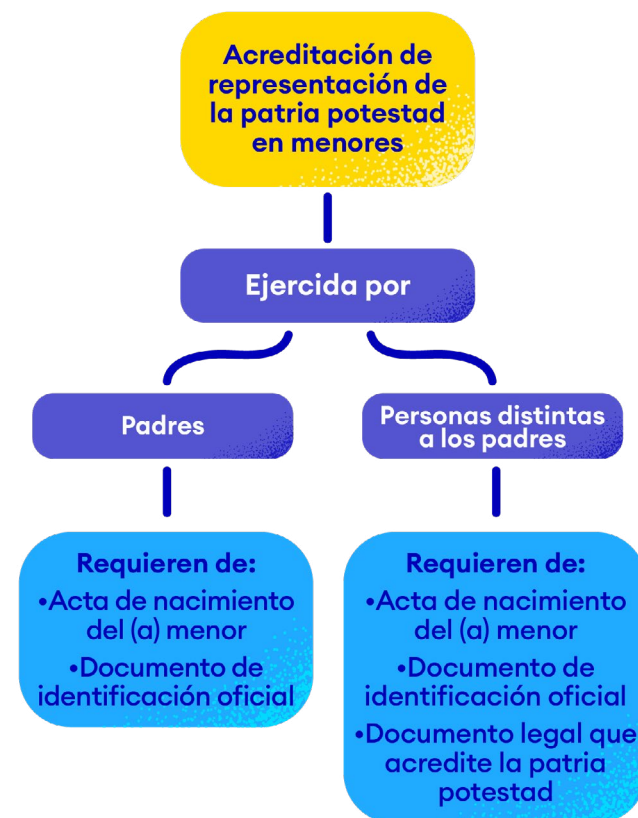 Acreditación de
representación de
la patria potestad
en menores
Ejercida por
Padres
Personas distintas
a los padres
Requieren de:
•Acta de nacimiento
del (a) menor
•Documento de
identificación oficial
Requieren de:
•Acta de nacimiento
del (a) menor
•Documento de
identificación oficial
•Documento legal que
acredite la patria
potestad